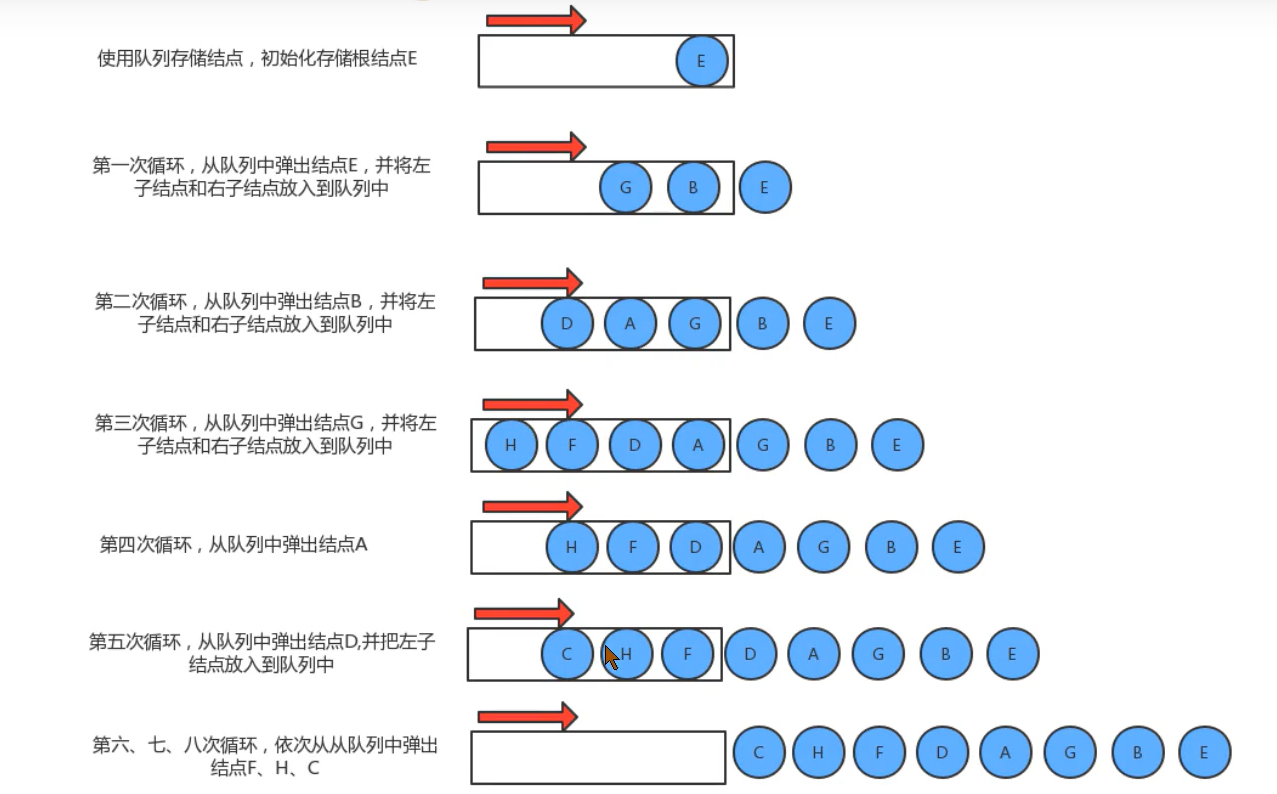 使用队列存储结点，初始化存储根结点E
E
第一次循环，从队列中弹出结点E，并将左
子结点和右子结点放入到队列中
G B E
第二次循环，从队列中弹出结点B，并将左
子结点和右子结点放入到队列中
D A G B E
第三次循环，从队列中弹出结点G，并将左
子结点和右子结点放入到队列中
H F D A G B E
第四次循环，从队列中弹出结点A
H F D A G B E
第五次循环，从队列中弹出结点D,并把左子
结点放入到队列中
C H F D A G B E
第六、七、八次循环，依次从从队列中弹出
结点F、H、C
C H F D A G B E